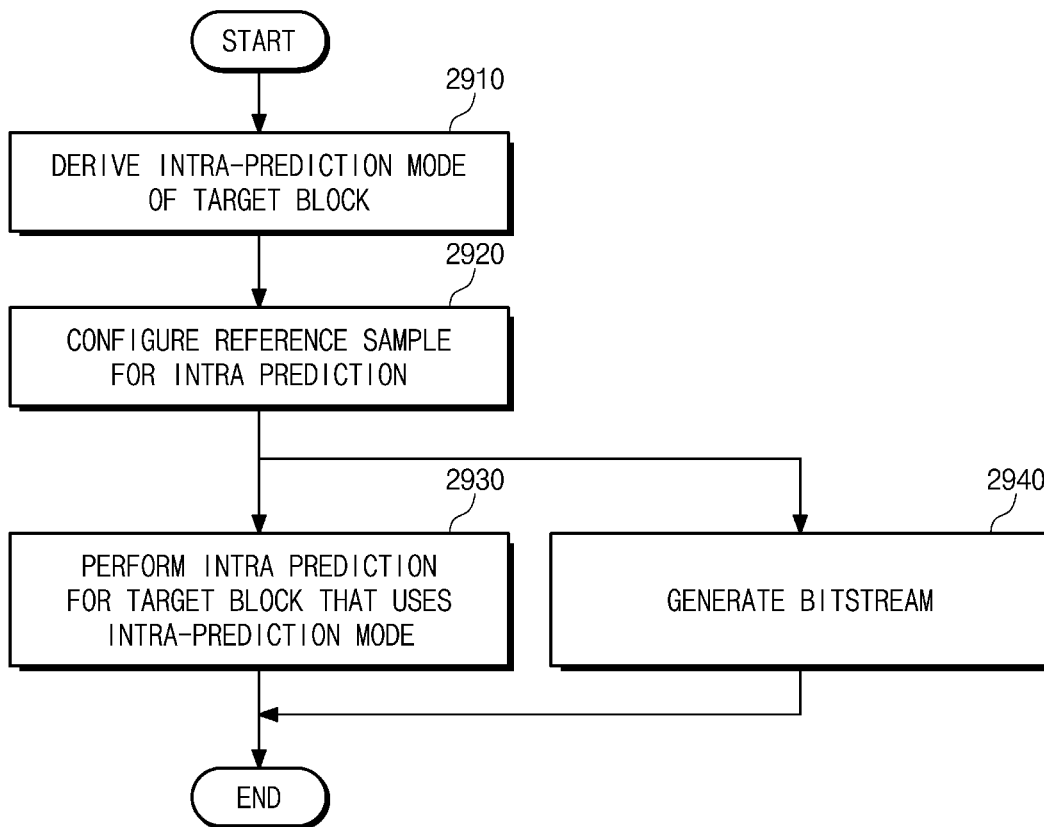 START
2910
DERIVE INTRA-PREDICTION MODE
OF TARGET BLOCK
2920
CONFIGURE REFERENCE SAMPLE
FOR INTRA PREDICTION
2930
PERFORM INTRA PREDICTION
FOR TARGET BLOCK THAT USES
INTRA-PREDICTION MODE
2940
GENERATE BITSTREAM
END